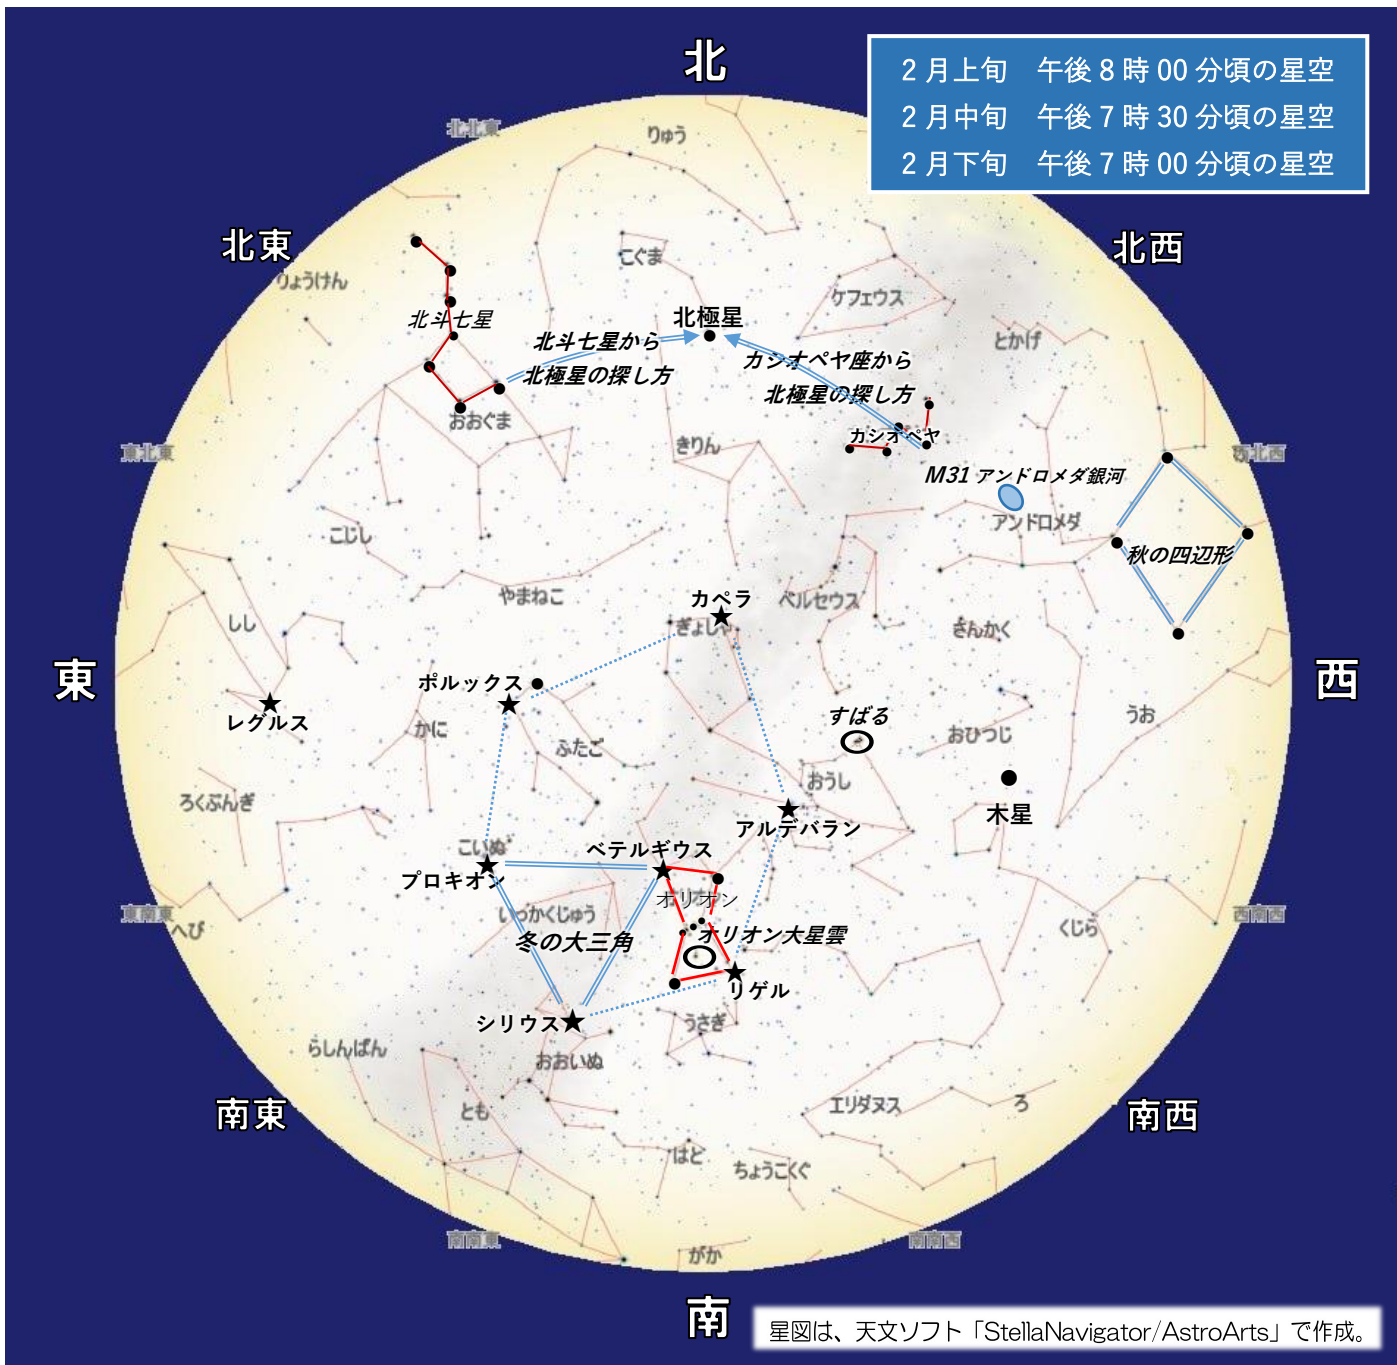 北
2月上旬　午後8時00分頃の星空
2月中旬　午後7時30分頃の星空
2月下旬　午後7時00分頃の星空
北北東
りゅう
北東
北西
こぐま
りょうけん
ケフェウス
北極星
北斗七星
とかげ
北斗七星から
北極星の探し方
カシオペヤ座から
北極星の探し方
おおぐま
カシオペヤ
きりん
東北東
西北西
M31 アンドロメダ銀河
アンドロメダ
こじし
秋の四辺形
やまねこ
カペラ
ペルセウス
ぎょしゃ
さんかく
しし
東
西
ポルックス
レグルス
かに
ふたご
すばる
おひつじ
うお
おうし
ろくぶんぎ
木星
アルデバラン
こいぬ
ベテルギウス
プロキオン
オリオン
東南東
へび
いっかくじゅう
西南西
くじら
冬の大三角
オリオン大星雲
リゲル
シリウス
うさぎ
らしんばん
おおいぬ
南東
とも
エリダヌス
ろ
南西
はと
ちょうこくぐ
南南東
南南西
がか
南
星図は、天文ソフト「StellaNavigator/AstroArts」で作成。